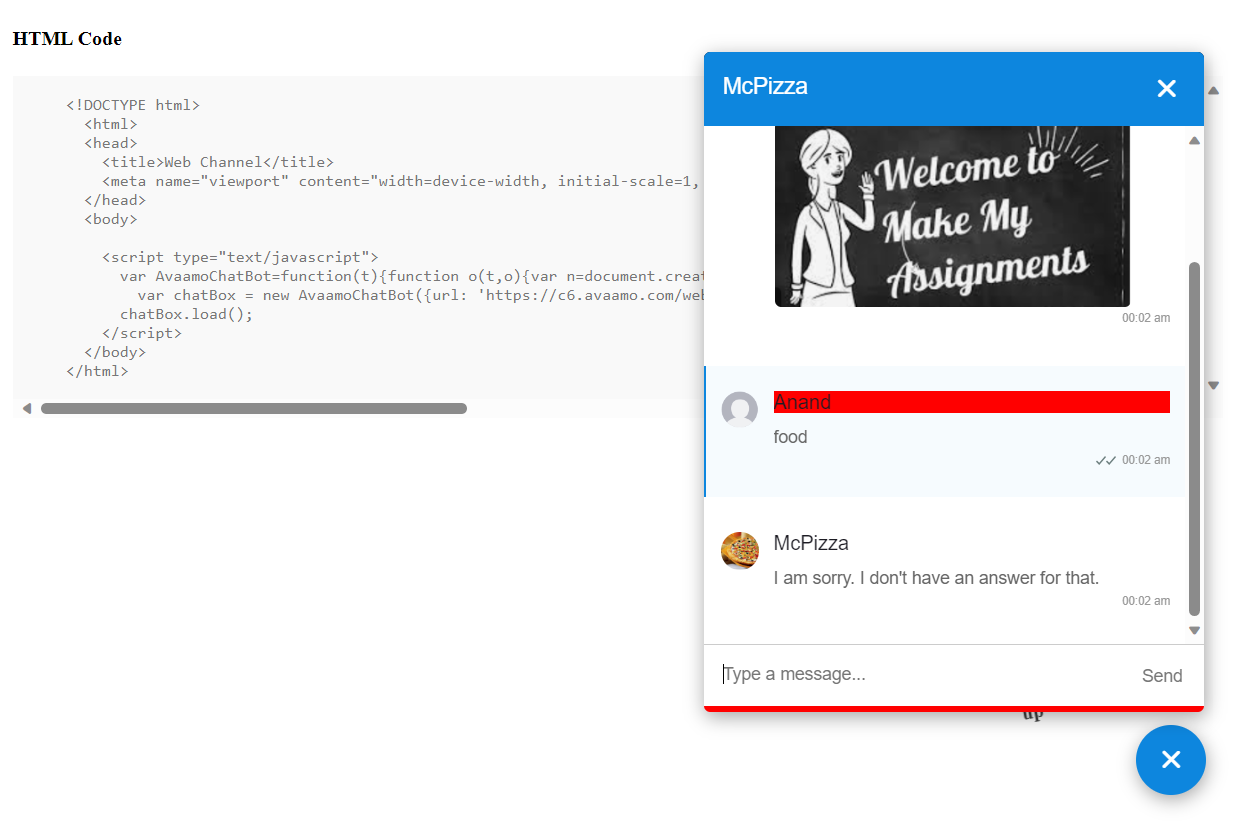 HTML Code
<!DOCTYPE html>
<html>
<head>
<title>Web Channel</title>
<meta name="viewport" content="width=device-width, initial-scale=1,
</head>
<body>
<script type="text/javascript">
var AvaamoChatBot=function(t){function o(t,o){var n=document.creat
var chatBox = new AvaamoChatBot({url: 'https://c6.avaamo.com/web
chatBox.load();
</script>
</body>
</html>
McPizza
Welcome to
Make My
Assignments
00:02 am
Anand
food
00:02 am
McPizza
I am sorry. I don't have an answer for that.
00:02 am
Type a message...
Send
up